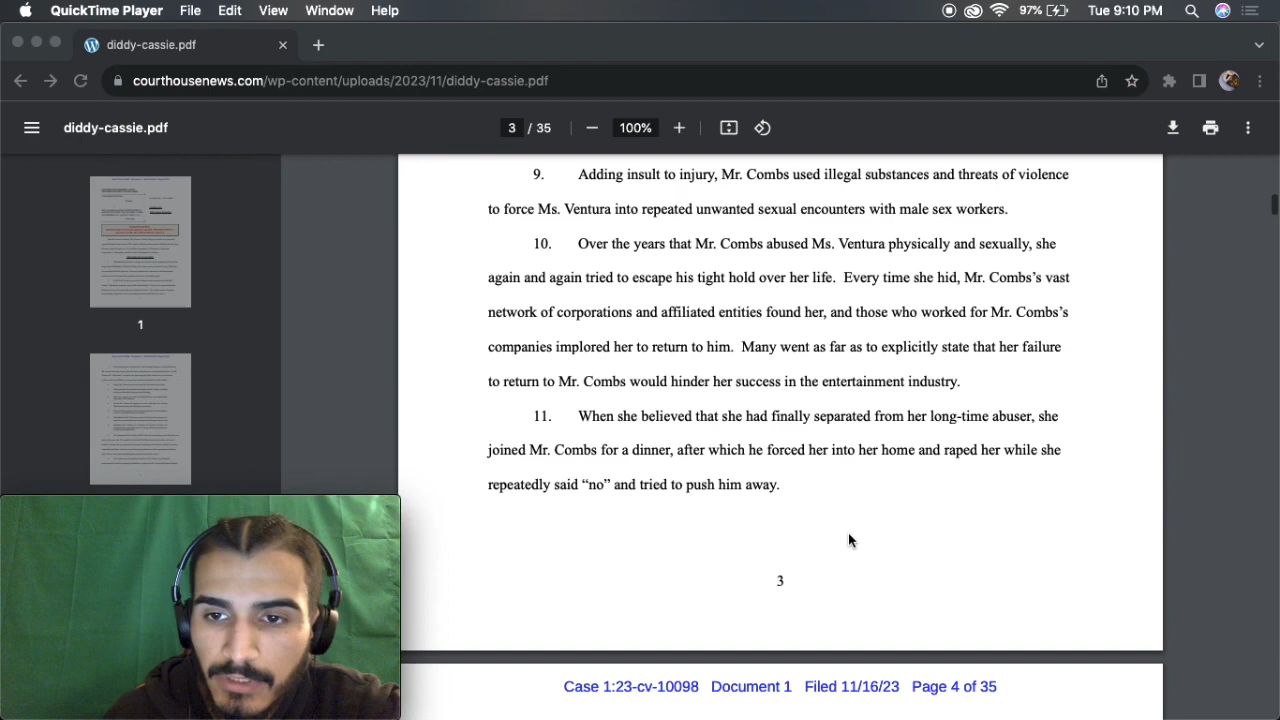 QuickTime Player File Edit View Window Help 97% Tue 9:10 PM
diddy-cassie.pdf
courthousenews.com/wp-content/uploads/2023/11/diddy-cassie.pdf
diddy-cassie.pdf 3 / 35 100%
9. Adding insult to injury, Mr. Combs used illegal substances and threats of violence
to force Ms. Ventura into repeated unwanted sexual encounters with male sex workers.
10. Over the years that Mr. Combs abused Ms. Ventura physically and sexually, she
again and again tried to escape his tight hold over her life. Every time she hid, Mr. Combs’s vast
network of corporations and affiliated entities found her, and those who worked for Mr. Combs’s
companies implored her to return to him. Many went as far as to explicitly state that her failure
to return to Mr. Combs would hinder her success in the entertainment industry.
11. When she believed that she had finally separated from her long-time abuser, she
joined Mr. Combs for a dinner, after which he forced her into her home and raped her while she
repeatedly said “no” and tried to push him away.
3
Case 1:23-cv-10098 Document 1 Filed 11/16/23 Page 4 of 35
1